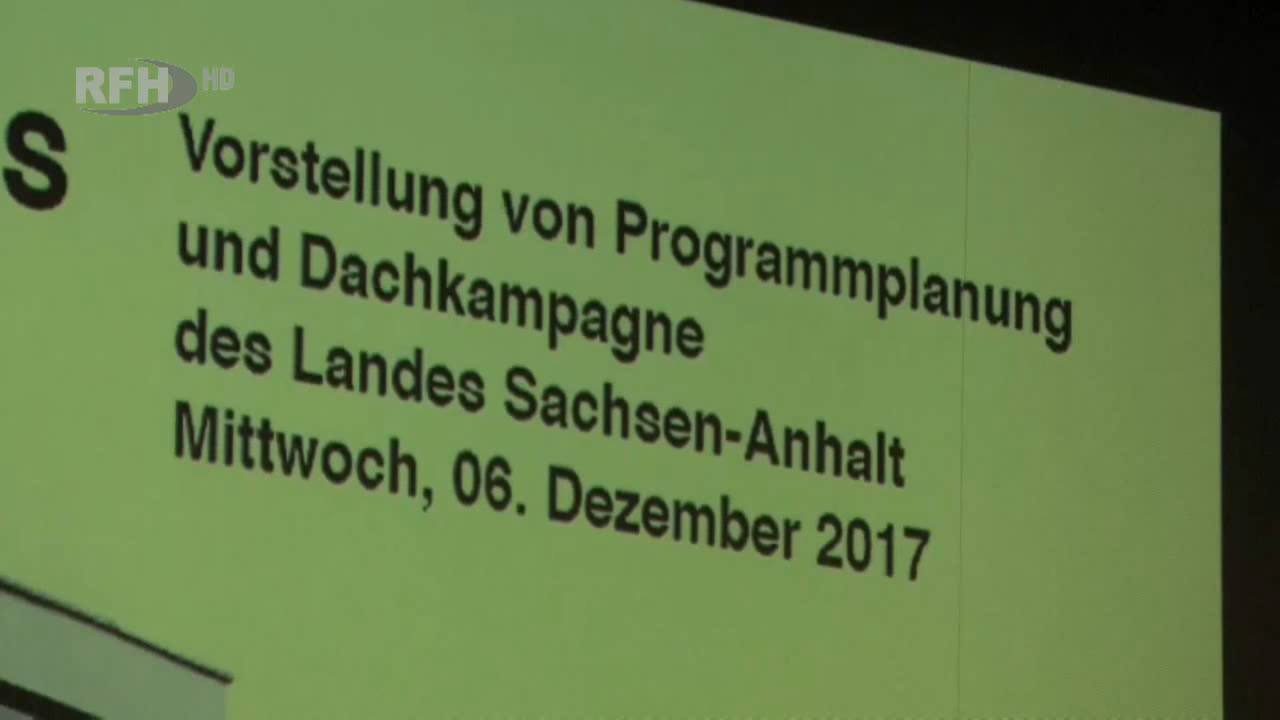 RFH HD
s
Vorstellung von Programmplanung
und Dachkampagne
des Landes Sachsen-Anhalt
Mittwoch, 06. Dezember 2017